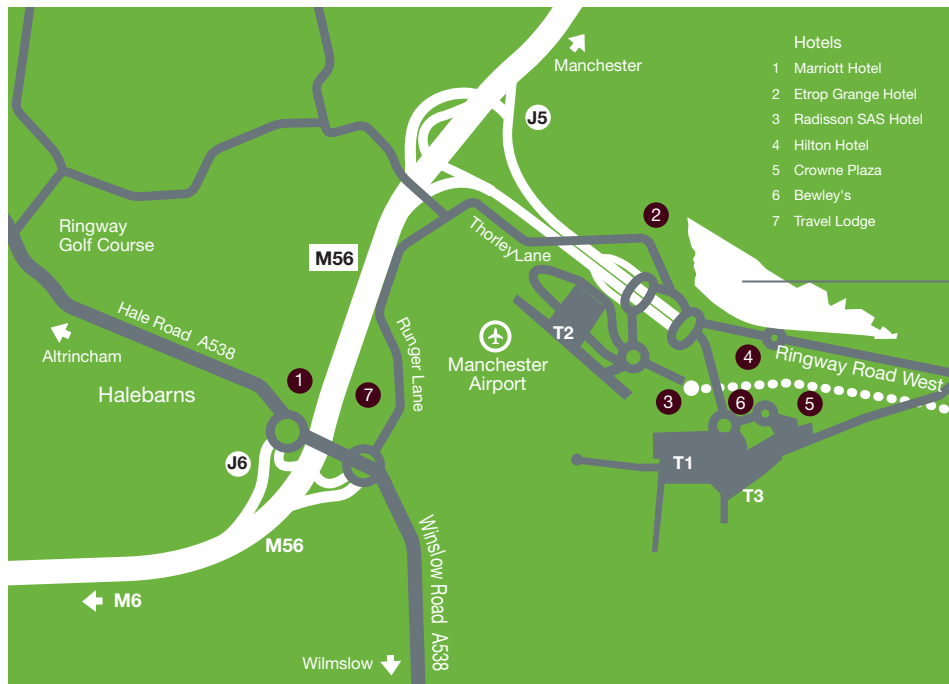 Manchester
Hotels
1 Marriott Hotel
2 Etrop Grange Hotel
3 Radisson SAS Hotel
4 Hilton Hotel
5 Crowne Plaza
6 Bewley's
7 Travel Lodge
J5
2
Ringway
Golf Course
Thorley Lane
M56
Hale Road A538
Altrincham
Runger Lane
T2
Manchester
Airport
4
Ringway Road West
Halebarns
1
7
3
6
5
J6
T1
T3
M56
Winslow Road A538
M6
Wilmslow